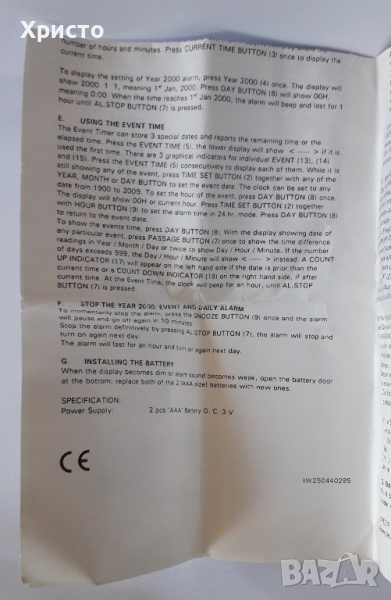 Христо
number of hours and minutes. Press CURRENT TIME BUTTON (3) once to display the
current time.
To display the setting of Year 2000 alarm, press Year 2000 (4) once. The display will
show 2000 1 1, meaning 1st Jan, 2000. Press DAY BUTTON (8) will show 00H,
meaning 0:00. When the time reaches 1st Jan 2000, the alarm will beep and last for 1
hour until AL.STOP BUTTON (7) is pressed.
E. USING THE EVENT TIME
The Event Timer can store 3 special dates and reports the remaining time or the
elapsed time. Press the EVENT TIME (5), the lower display will show < ----- > if it is
used the first time. There are 3 graphical indicators for individual EVENT (13), (14)
and (15). Press the EVENT TIME (5) consecutively to display each of them. While it is
still showing any of the event, press TIME SET BUTTON (2) together with any of the
YEAR, MONTH or DAY BUTTON to set the event date. The clock can be set to any
date from 1900 to 2099. To set the hour of the event, press DAY BUTTON (8) once.
The display will show 00H or current hour. Press TIME SET BUTTON (2) together
with HOUR BUTTON (9) to set the alarm time in 24 hr. mode. Press DAY BUTTON (8)
to return to the event date.
To show the events time, press DAY BUTTON (8). With the display showing date of
any particular event, press PASSAGE BUTTON (7) once to show the time difference
readings in Year / Month / Day or twice to show Day / Hour / Minute. If the number
of days exceeds 999, the Day / Hour / Minute will show < ---- > instead. A COUNT
UP INDICATOR (17) will appear on the left hand side if the date is prior than the
current time or a COUNT DOWN INDICATOR (18) on the right hand side, if after
current time. At the Event Time, the clock will beep for an hour, until AL.STOP
BUTTON (7) is pressed.
F. STOP THE YEAR 2000, EVENT AND DAILY ALARM
To momentarily stop the alarm, press the SNOOZE BUTTON (9) once and the alarm
will pause and go off again in 10 minutes.
Stop the alarm definitively by pressing AL.STOP BUTTON (7), the alarm will stop and
turn on again next day.
The alarm will last for an hour and turn on again next day.
G. INSTALLING THE BATTERY
When the display becomes dim or alarm sound becomes weak, open the battery door
at the bottom; replace both of the 2 (AAA size) batteries with new ones.
SPECIFICATION:
Power Supply: 2 pcs "AAA" Battery D.C. 3 V
CE
IW250440285
BAZAR